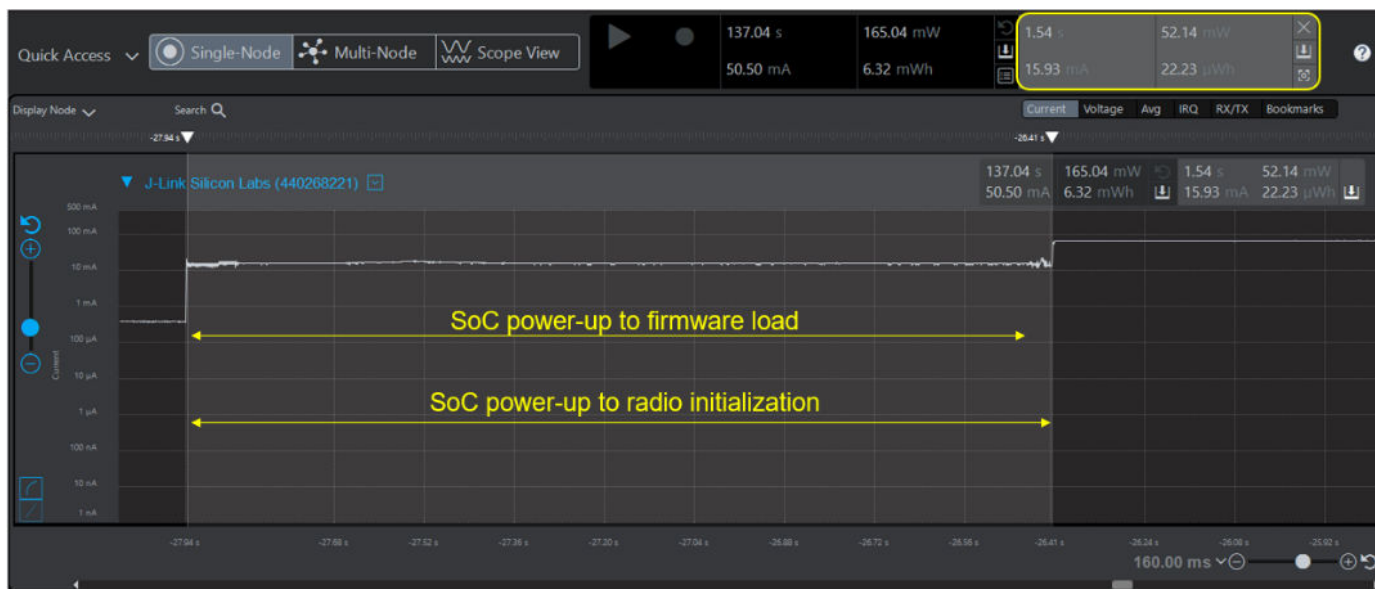 Quick Access
Single-Node
Multi-Node
Scope View
137.04 s
165.04 mW
50.50 mA
6.32 mWh
1.54 s
52.14 mW
15.93 mA
22.23 µWh
Display Node
Search
Current
Voltage
Avg
IRQ
RX/TX
Bookmarks
-27.94 s
-26.41 s
J-Link Silicon Labs (440268221)
137.04 s
165.04 mW
1.54 s
52.14 mW
50.50 mA
6.32 mWh
15.93 mA
22.23 µWh
500 mA
100 mA
10 mA
1 mA
100 µA
10 µA
1 µA
100 nA
10 nA
1 nA
Current
SoC power-up to firmware load
SoC power-up to radio initialization
-27.94 s
-27.68 s
-27.52 s
-27.36 s
-27.20 s
-27.04 s
-26.88 s
-26.72 s
-26.56 s
-26.41 s
-26.24 s
-26.08 s
-25.92 s
160.00 ms